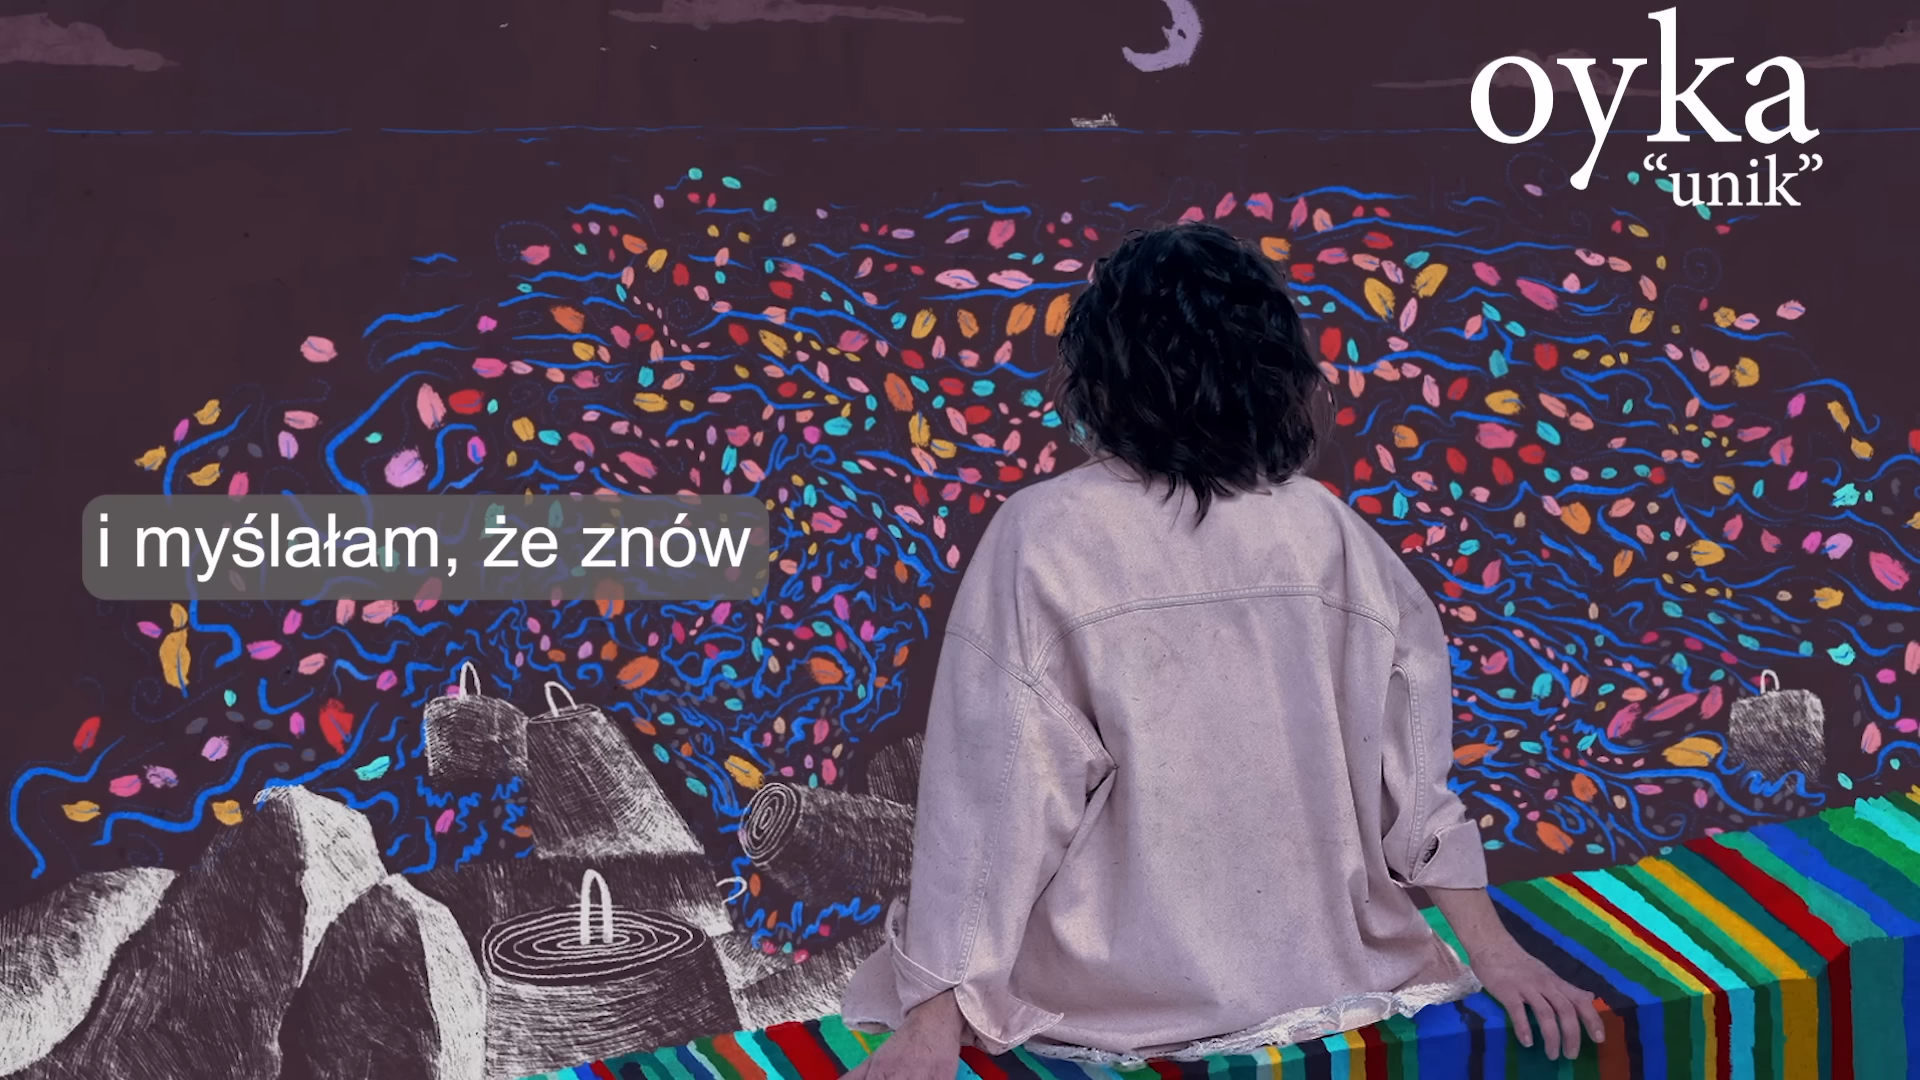 oyka
“unik”
i myślałam, że znów